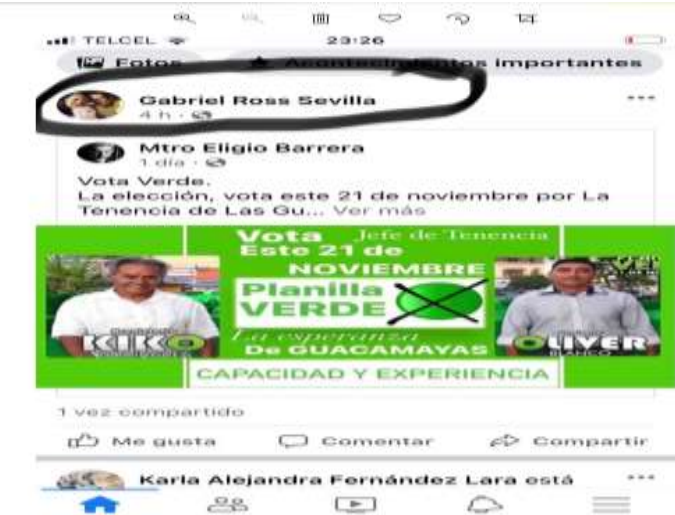 TELCEL
23:26
Fotos
Acontecimientos importantes
Gabriel Ross Sevilla
4 h
Mtro Eligio Barrera
1 día
Vota Verde.
La elección, vota este 21 de noviembre por La
Tenencia de Las Gu... Ver más
Vota Jefe de Tenencia
Este 21 de
NOVIEMBRE
Planilla
VERDE
KIKO
OLIVER
BLANCO
La esperanza
De GUACAMAYAS
CAPACIDAD Y EXPERIENCIA
1 vez compartido
Me gusta
Comentar
Compartir
Karla Alejandra Fernández Lara está